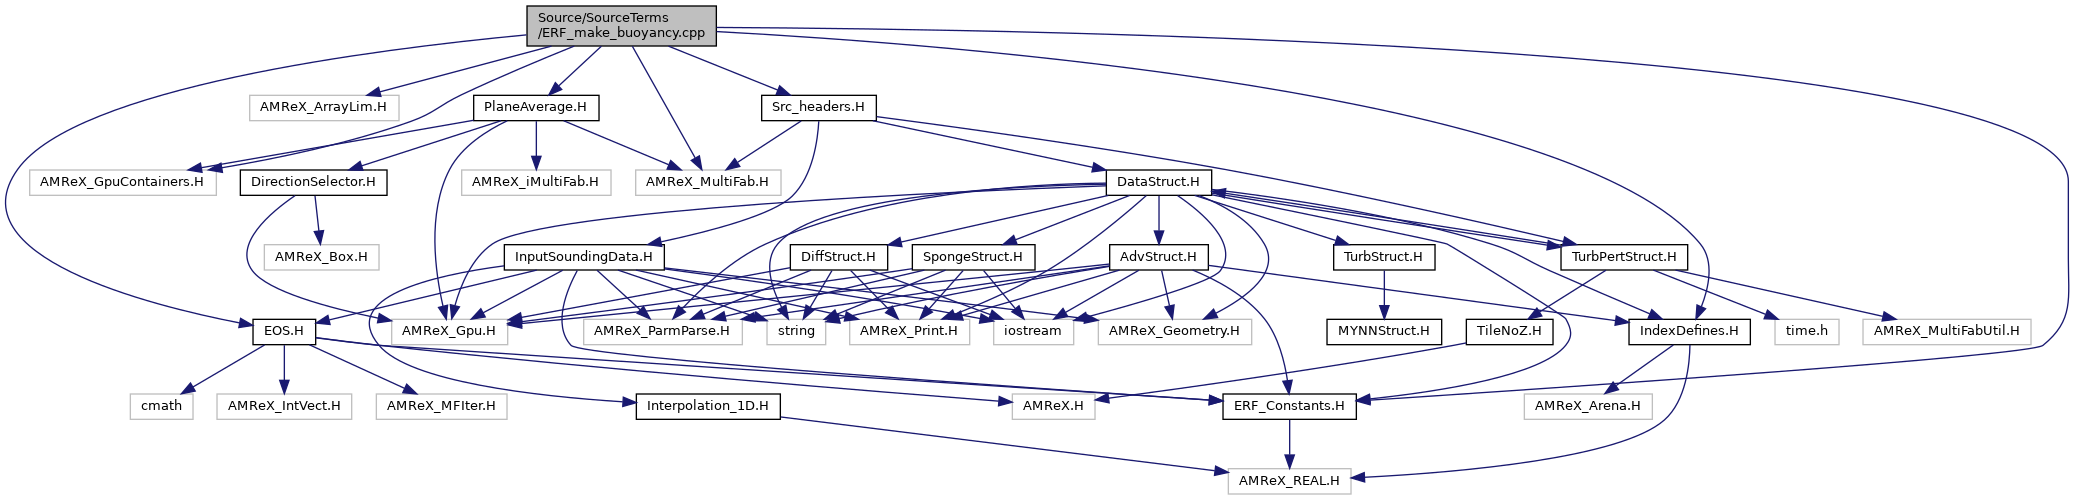 Source/SourceTerms
/ERF_make_buoyancy.cpp
AMReX_ArrayLim.H
PlaneAverage.H
Src_headers.H
AMReX_GpuContainers.H
DirectionSelector.H
AMReX_iMultiFab.H
AMReX_MultiFab.H
DataStruct.H
AMReX_Box.H
InputSoundingData.H
DiffStruct.H
SpongeStruct.H
AdvStruct.H
TurbStruct.H
TurbPertStruct.H
EOS.H
AMReX_Gpu.H
AMReX_ParmParse.H
string
AMReX_Print.H
iostream
AMReX_Geometry.H
MYNNStruct.H
TileNoZ.H
IndexDefines.H
time.h
AMReX_MultiFabUtil.H
cmath
AMReX_IntVect.H
AMReX_MFIter.H
Interpolation_1D.H
AMReX.H
ERF_Constants.H
AMReX_Arena.H
AMReX_REAL.H